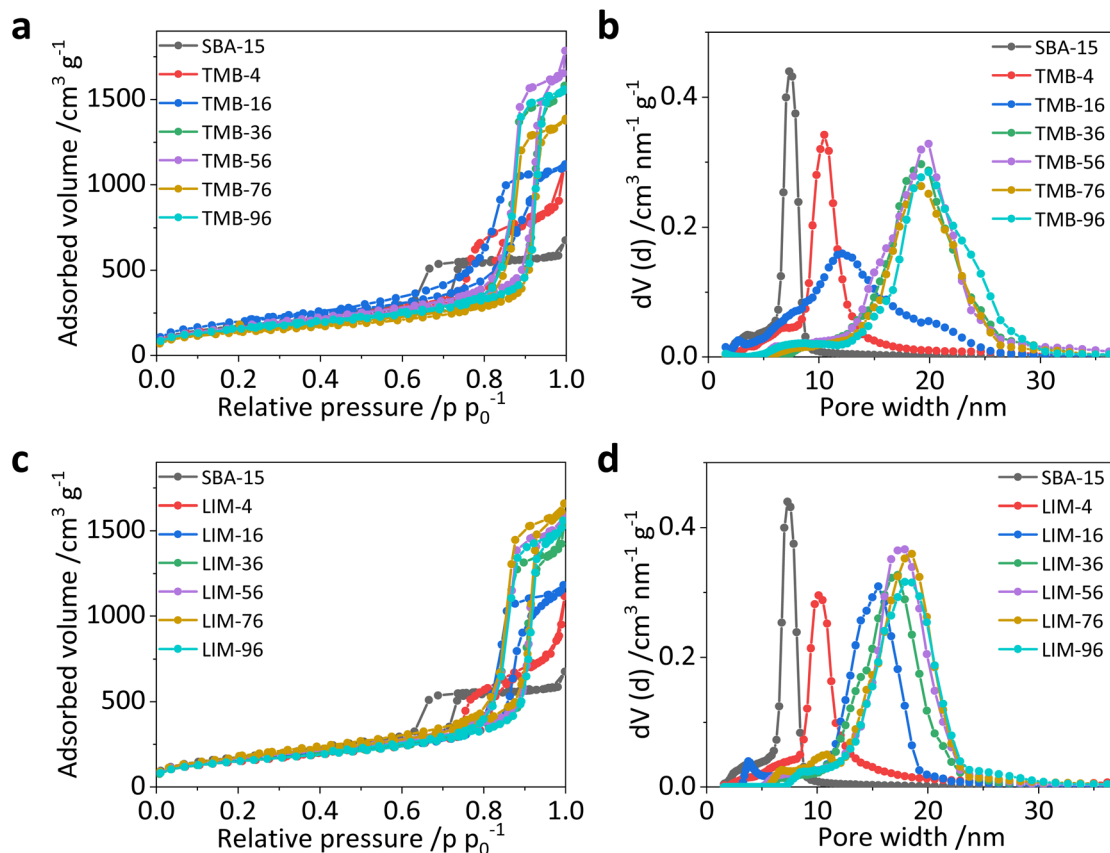 a
Adsorbed volume /cm³ g⁻¹
1500
1000
500
0
0.0 0.2 0.4 0.6 0.8 1.0
Relative pressure /p p₀⁻¹
SBA-15
TMB-4
TMB-16
TMB-36
TMB-56
TMB-76
TMB-96
b
dV (d) /cm³ nm⁻¹ g⁻¹
0.4
0.2
0.0
10 20 30
Pore width /nm
SBA-15
TMB-4
TMB-16
TMB-36
TMB-56
TMB-76
TMB-96
c
Adsorbed volume /cm³ g⁻¹
1500
1000
500
0
0.0 0.2 0.4 0.6 0.8 1.0
Relative pressure /p p₀⁻¹
SBA-15
LIM-4
LIM-16
LIM-36
LIM-56
LIM-76
LIM-96
d
dV (d) /cm³ nm⁻¹ g⁻¹
0.4
0.2
0.0
10 20 30
Pore width /nm
SBA-15
LIM-4
LIM-16
LIM-36
LIM-56
LIM-76
LIM-96